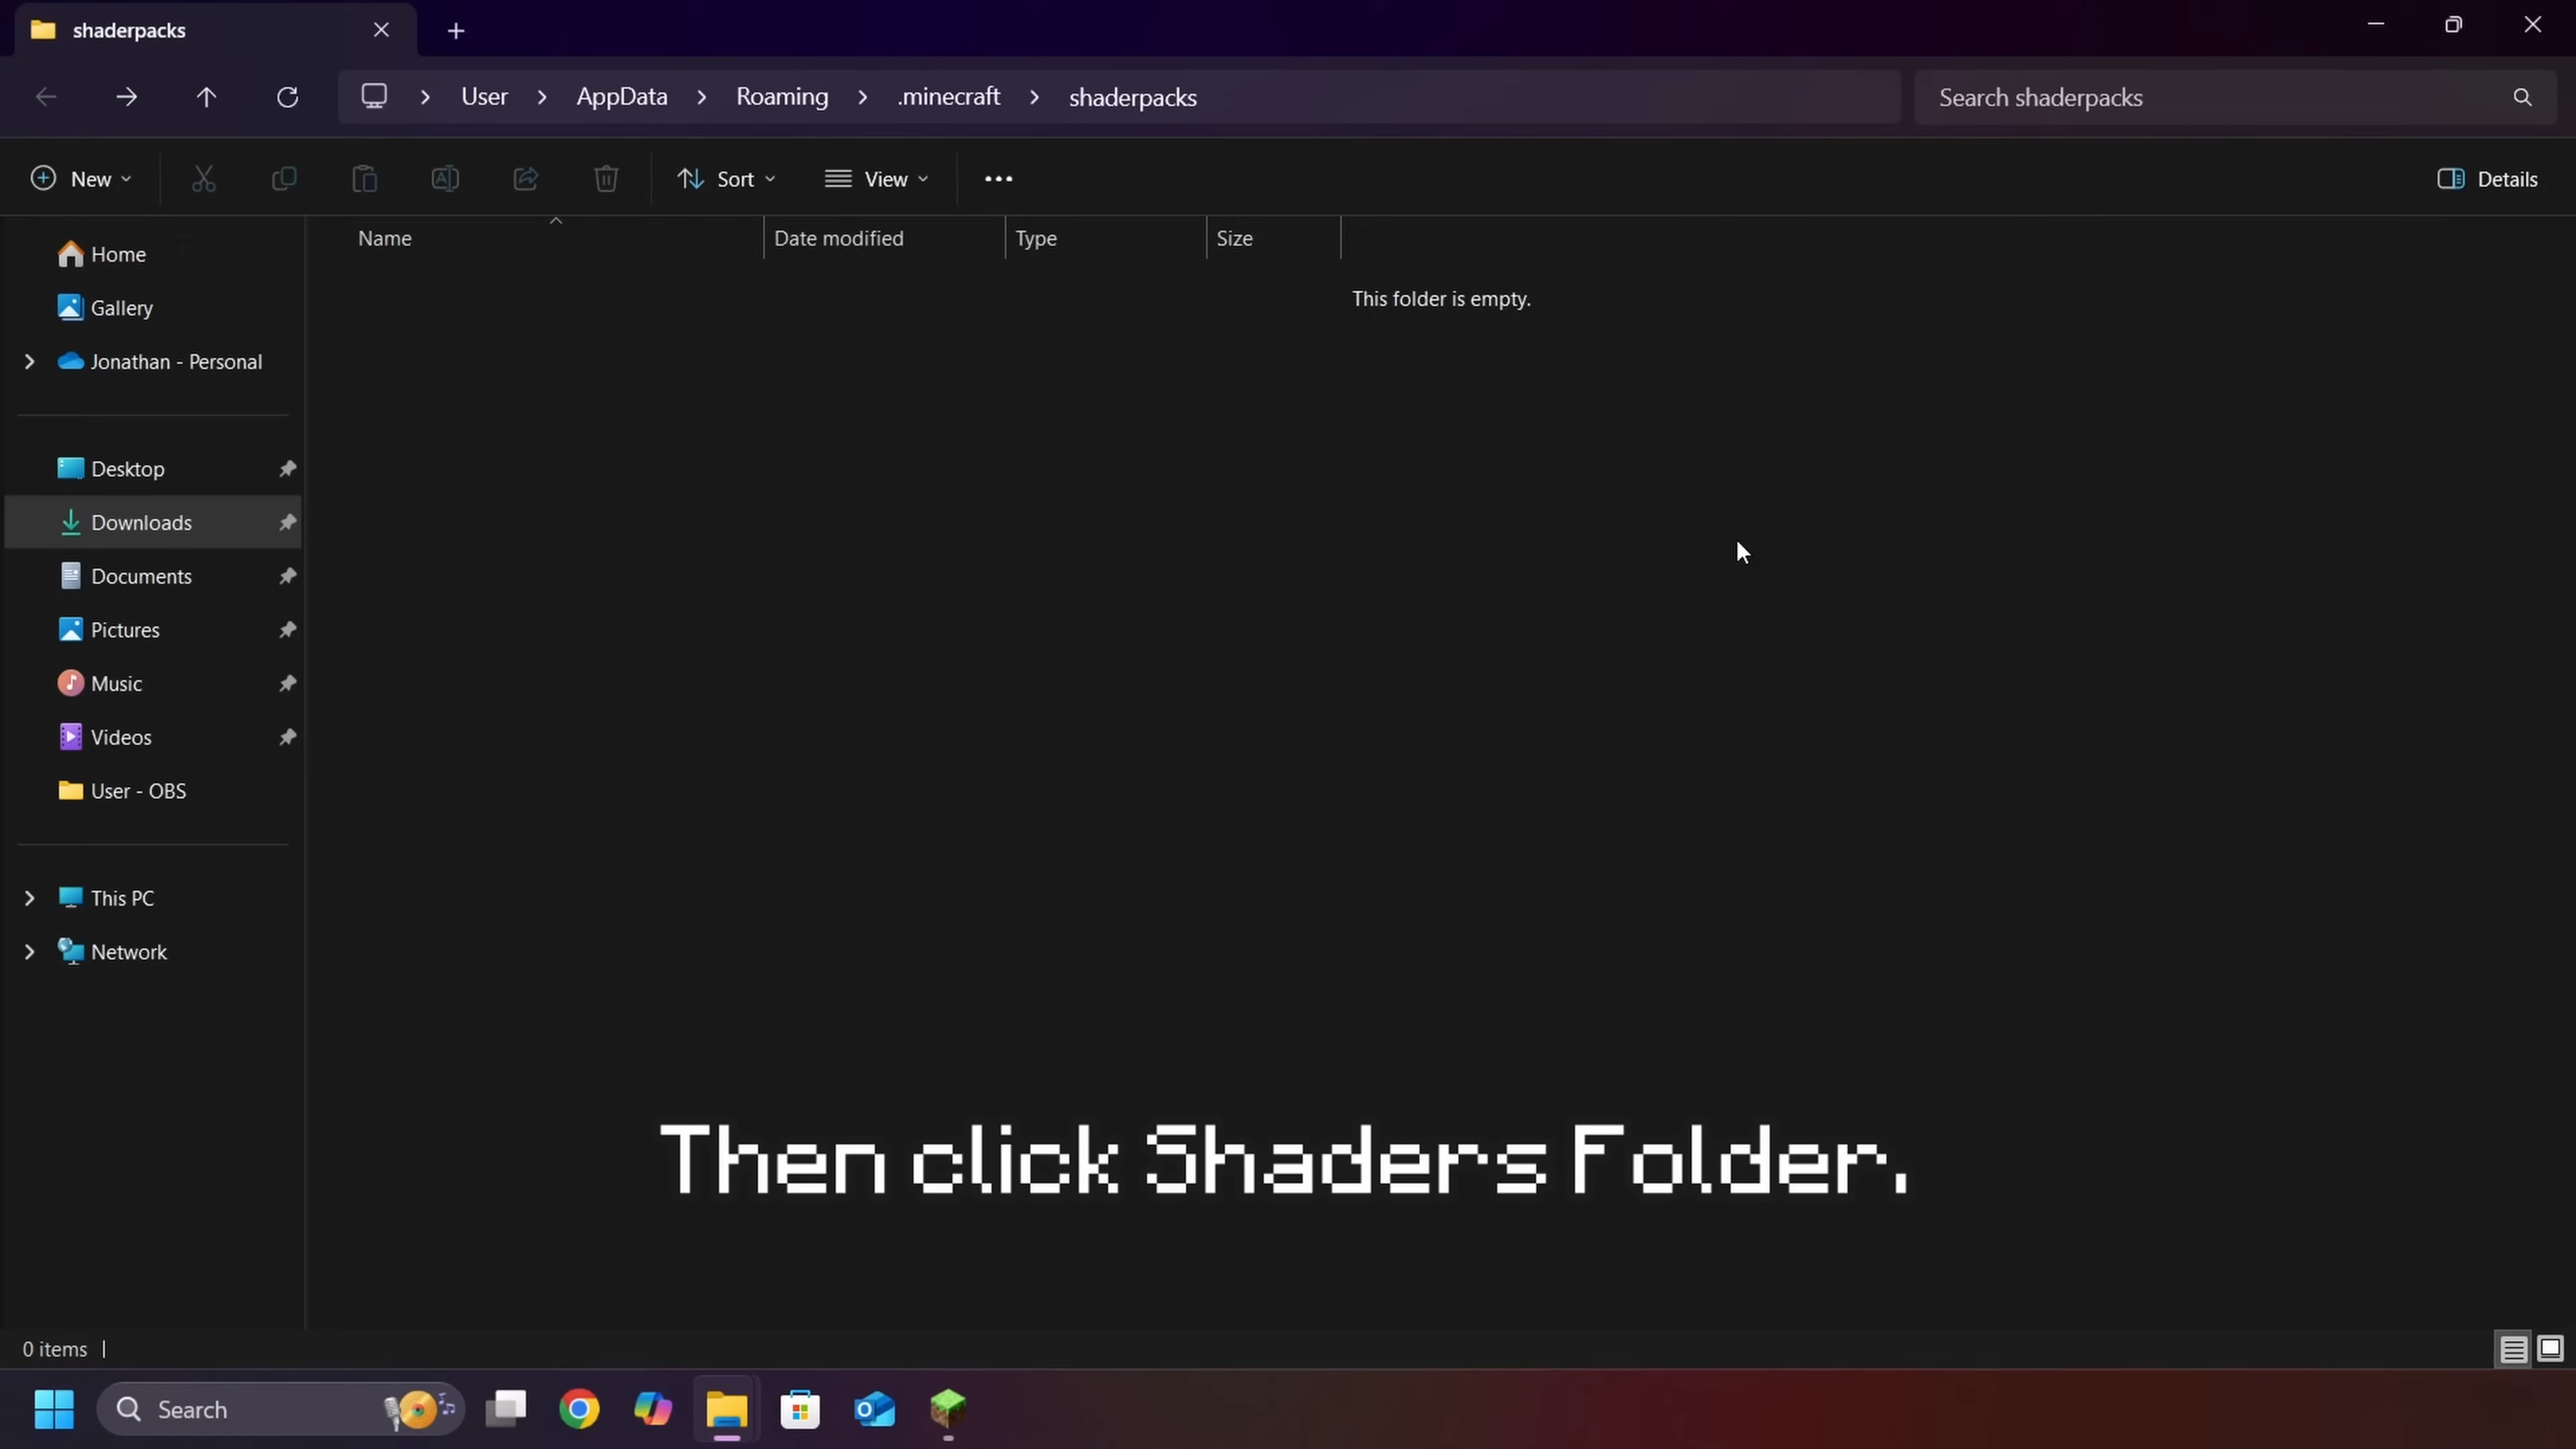 shaderpacks
User
AppData
Roaming
.minecraft
shaderpacks
Search shaderpacks
New
Sort
View
Details
Name
Date modified
Type
Size
This folder is empty.
Home
Gallery
Jonathan - Personal
Desktop
Downloads
Documents
Pictures
Music
Videos
User - OBS
This PC
Network
Then click Shaders Folder.
0 items
Search